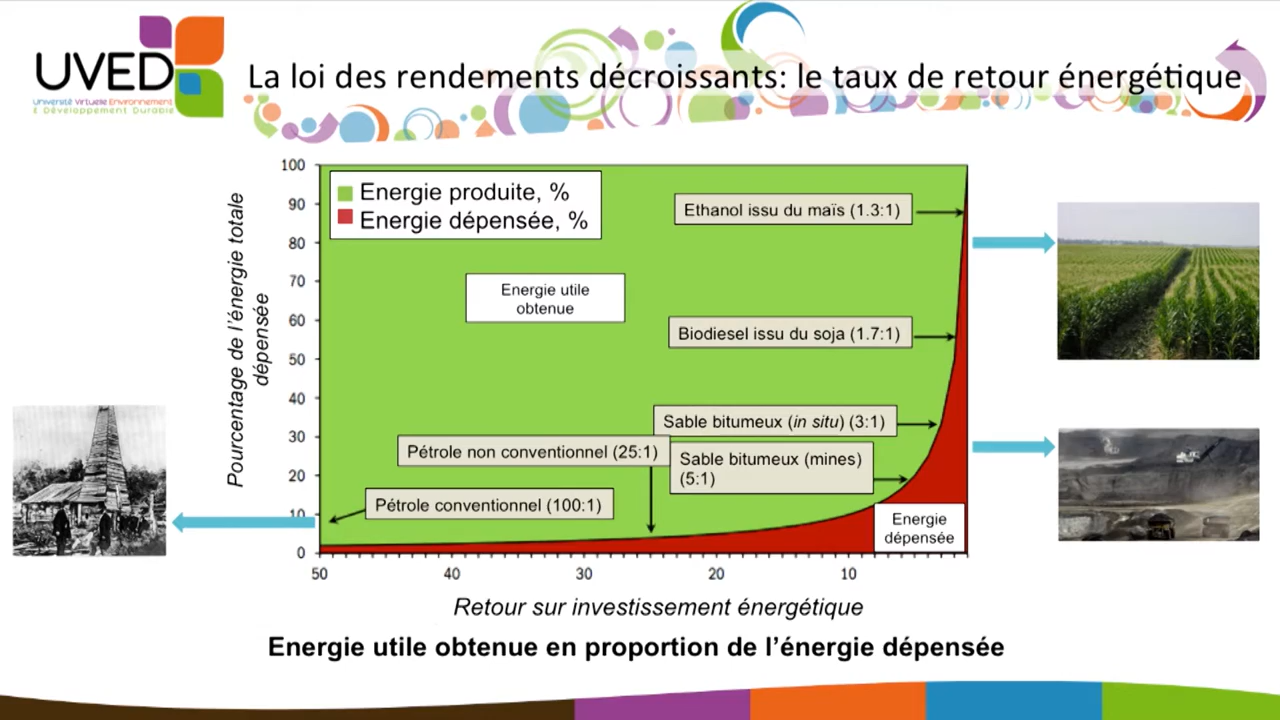 UVED
Université Virtuelle Environnement
& Développement Durable
La loi des rendements décroissants: le taux de retour énergétique
Pourcentage de l'énergie totale
dépensée
100
90
80
70
60
50
40
30
20
10
0
Energie produite, %
Energie dépensée, %
Ethanol issu du maïs (1.3:1)
Energie utile
obtenue
Biodiesel issu du soja (1.7:1)
Sable bitumeux (in situ) (3:1)
Pétrole non conventionnel (25:1)
Sable bitumeux (mines)
(5:1)
Pétrole conventionnel (100:1)
Energie
dépensée
50 40 30 20 10
Retour sur investissement énergétique
Energie utile obtenue en proportion de l'énergie dépensée